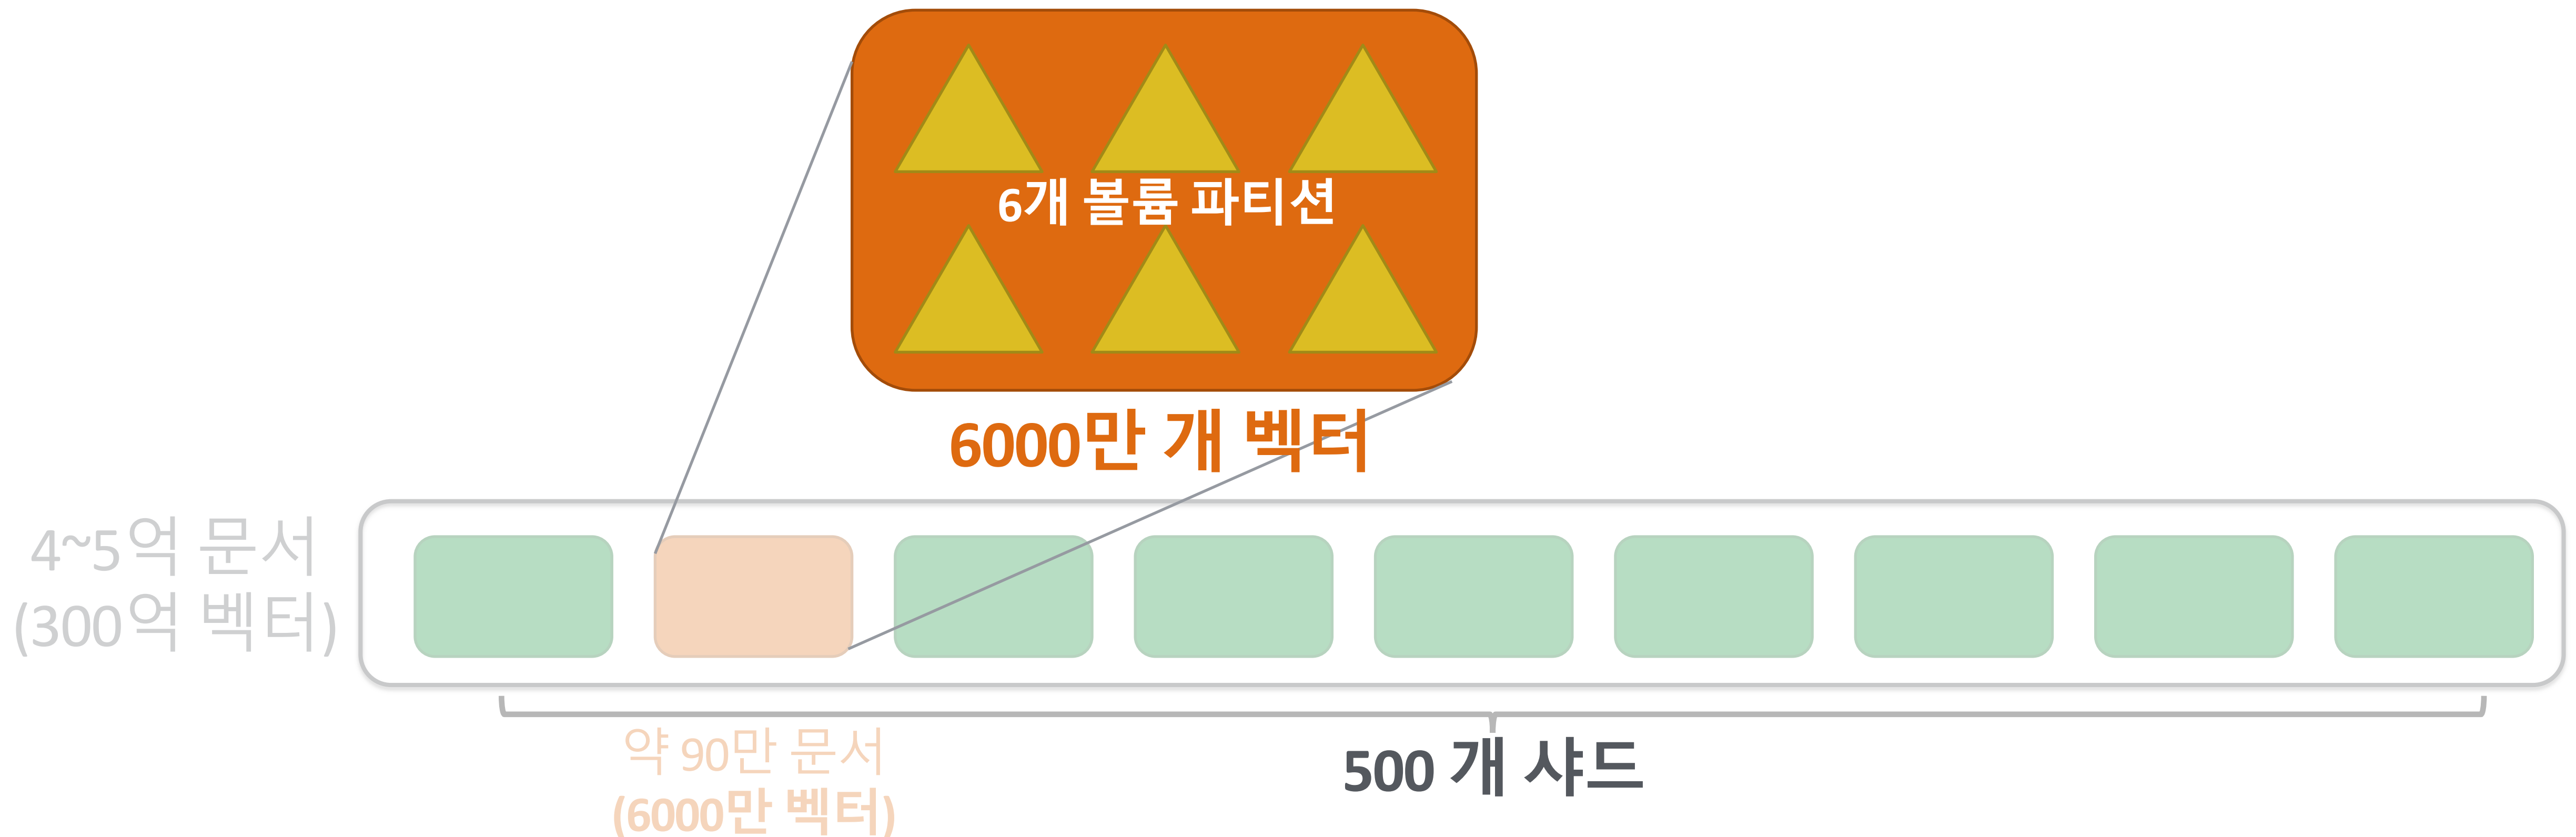 6개 볼륨 파티션
6000만 개 벡터
4~5억 문서
(300억 벡터)
약 90만 문서
(6000만 벡터)
500 개 샤드